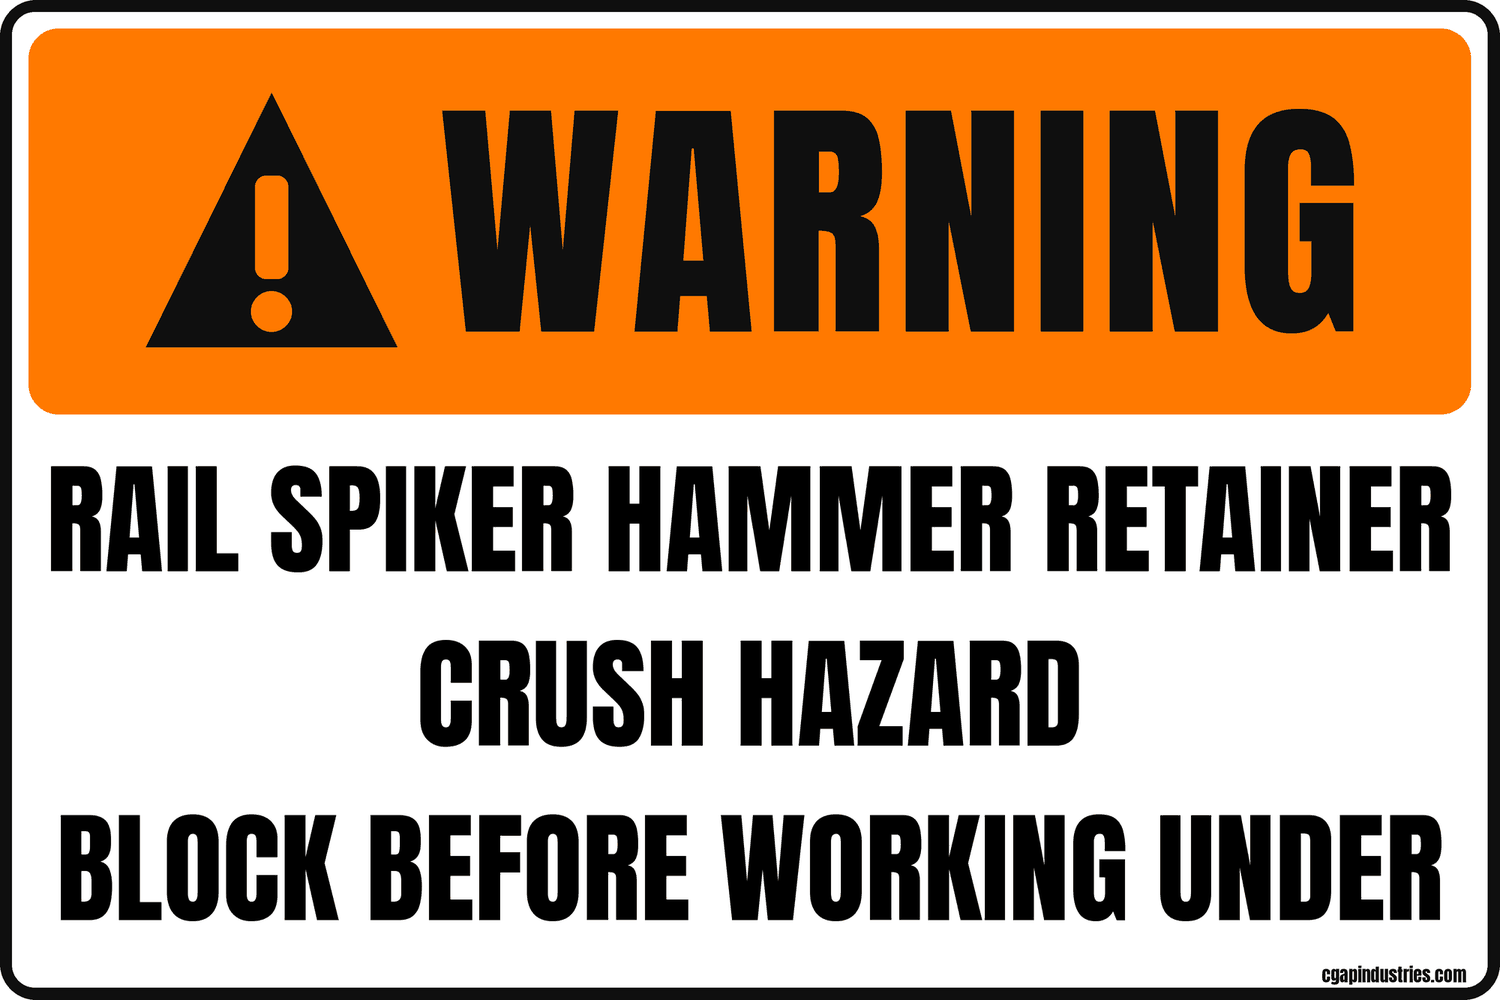 WARNING
RAIL SPIKER HAMMER RETAINER
CRUSH HAZARD
BLOCK BEFORE WORKING UNDER
cgapindustries.com